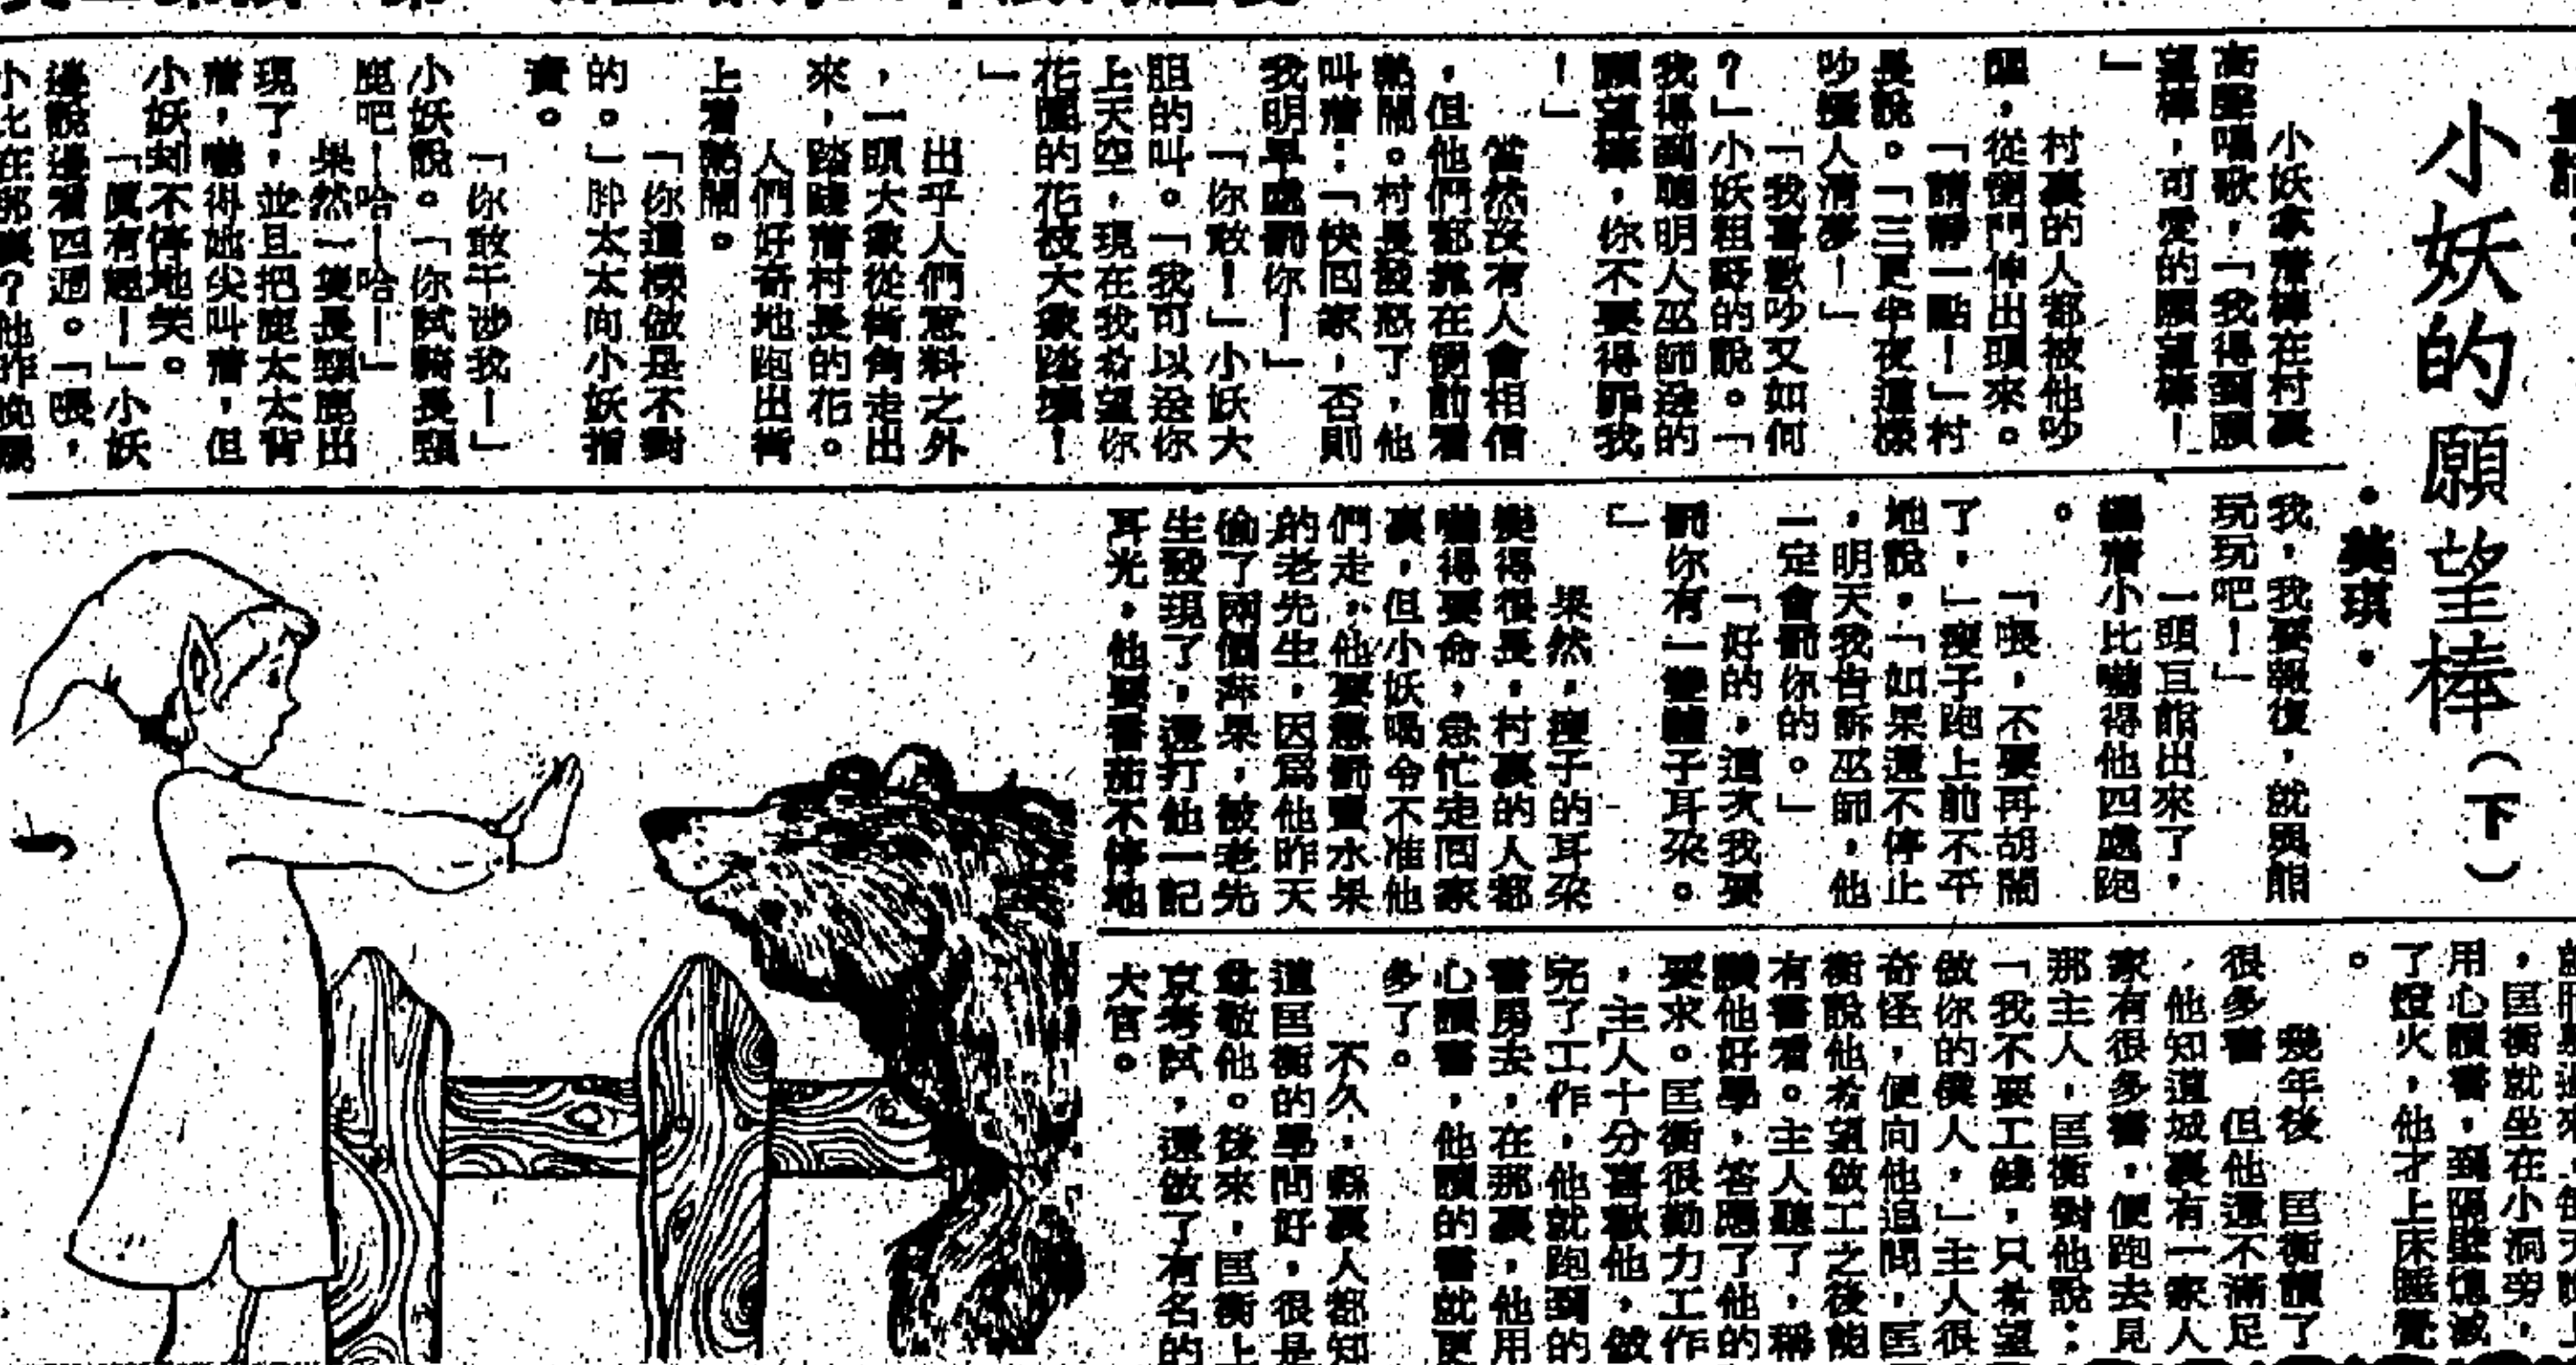 童話：
小妖的願望棒（下）
•英琪•
小妖拿着棒在村裏
高聲唱歌，「我得到願
望棒，可愛的願望棒！
」
村裏的人都被他吵
醒，從窗門伸出頭來。
「請靜一點！」村
長說。「三更半夜這樣
吵擾人清夢！」
「我喜歡吵又如何
？」小妖粗聲的說。「
我得到聰明人巫師送的
願望棒，你不要得罪我
！」
當然沒有人會相信
，但他們都靠在窗前看
熱鬧。村長發怒了，他
叫着：「快回家，否則
我明早處罰你！」
「你敢！」小妖大
胆的叫。「我可以送你
上天空，現在我希望你
花園的花被大象踏壞！
」
出乎人們意料之外
，一頭大象從街角走出
來，踏踐着村長的花。
人們好奇地跑出街
上看熱鬧。
「你這樣做是不對
的。」胖太太向小妖指
責。
「你敢干涉我！」
小妖說。「你試騎長頸
鹿吧！哈！哈！」
果然一隻長頸鹿出
現了，並且把鹿太太背
着，嚇得她尖叫着，但
小妖却不停地笑。
「真有趣！」小妖
邊說邊看四週。「喂，
小比在那裏？他昨晚
我，我要報復，就與熊
玩玩吧！」
一頭巨熊出來了，
繼着小比嚇得他四處跑
。
「喂，不要再胡鬧
了，」瘦子跑上前不平
地說，「如果還不停止
，明天我告訴巫師，他
一定會罰你的。」
「好的，這次我要
罰你有一雙驢子耳朵。
」
果然，瘦子的耳朵
變得很長，村裏的人都
嚇得要命，急忙走回家
裏，但小妖喝令不准他
們走，他要懲罰賣水果
的老先生，因爲他昨天
偷了兩個蘋果，被老先
生發現了，還打他一記
耳光，他要番茄不停地
，匡衡就坐在小洞旁，
用心讀書，到隔壁熄滅
了燈火，他才上床睡覺
。
幾年後　匡衡讀了
很多書　但他還不滿足
，他知道城裏有一家人
家有很多書，便跑去見
那主人，匡衡對他說：
「我不要工錢，只希望
做你的僕人，」主人很
奇怪，便向他追問，匡
衡說他希望做工之後能
有書看。主人聽了，稱
讚他好學，答應了他的
要求。匡衡很勤力工作
，主人十分喜歡他，做
完了工作，他就跑到的
書房去，在那裏，他用
心讀書，他讀的書就更
多了。
不久，縣裏人都知
道匡衡的學問好，很是
尊敬他。後來，匡衡上
京考試，還做了有名的
大官。